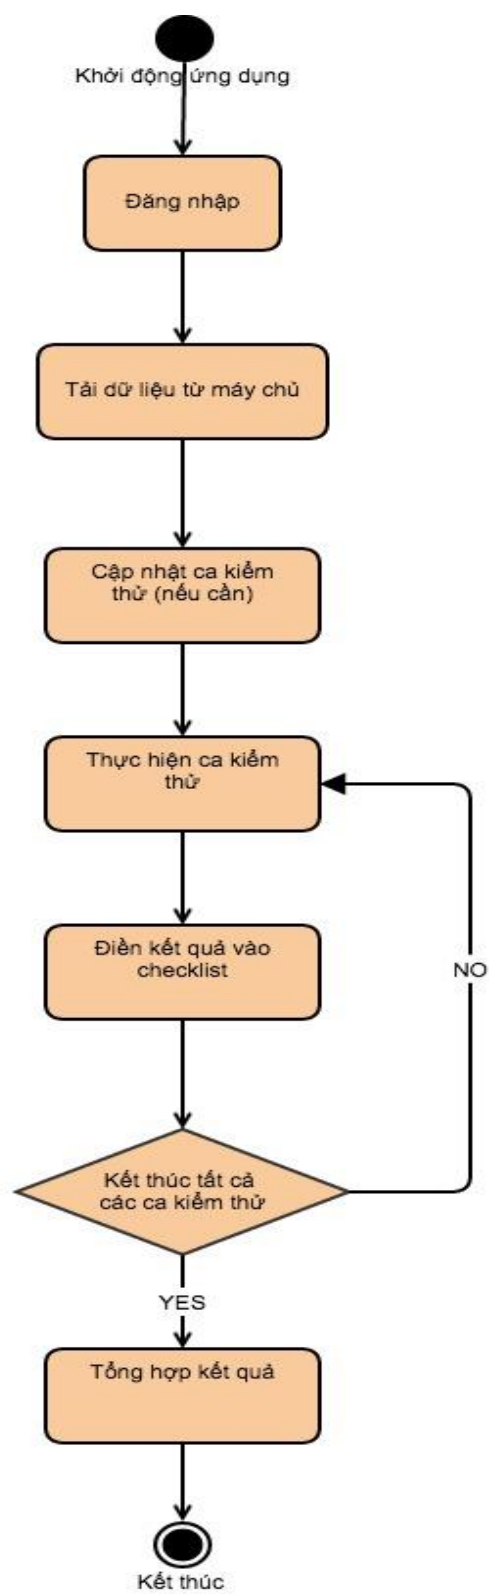 Khởi động ứng dụng
Đăng nhập
Tải dữ liệu từ máy chủ
Cập nhật ca kiểm
thử (nếu cần)
Thực hiện ca kiểm
thử
Điền kết quả vào
checklist
NO
Kết thúc tất cả
các ca kiểm thử
YES
Tổng hợp kết quả
Kết thúc